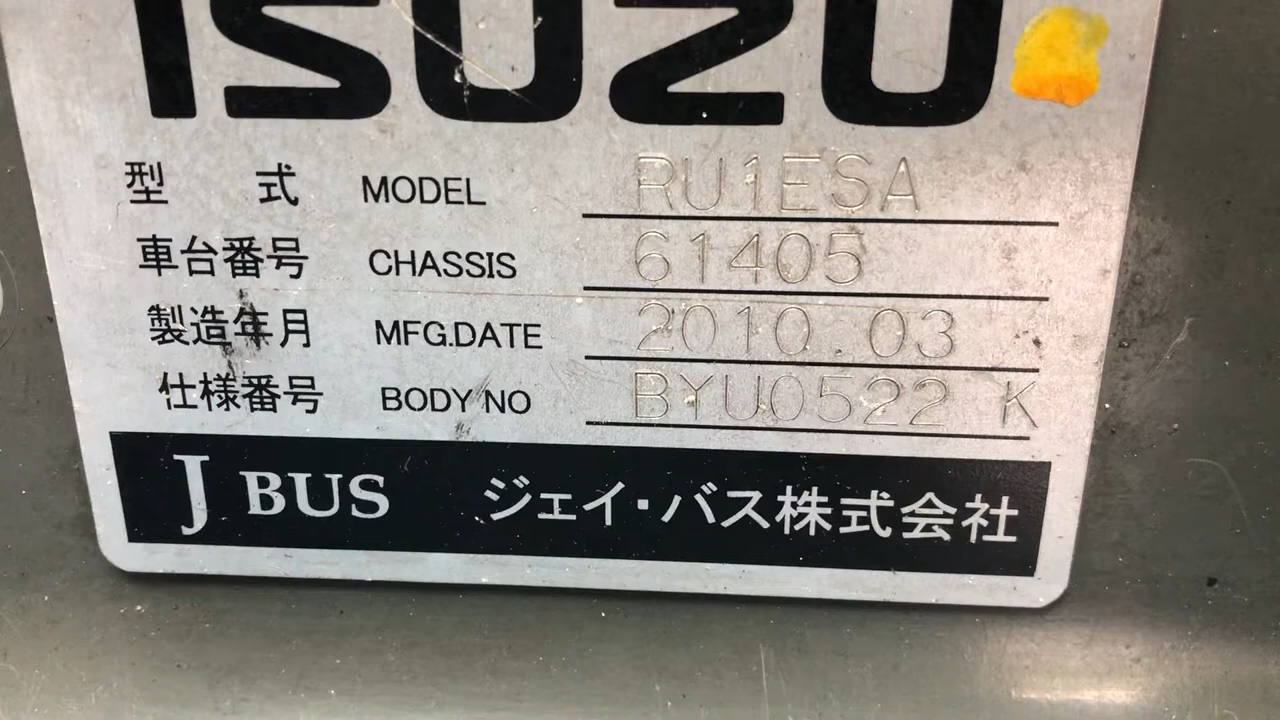 ISUZU
型 式 MODEL RU1ESA
車台番号 CHASSIS 61405
製造年月 MFG.DATE 2010.03
仕様番号 BODY NO BYU0522 K
J BUS ジェイ・バス株式会社